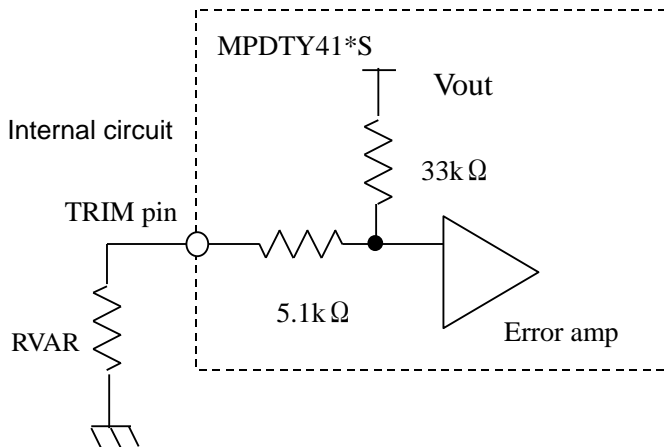 MPDTY41*S
Vout
Internal circuit
33kΩ
TRIM pin
5.1kΩ
RVAR
Error amp